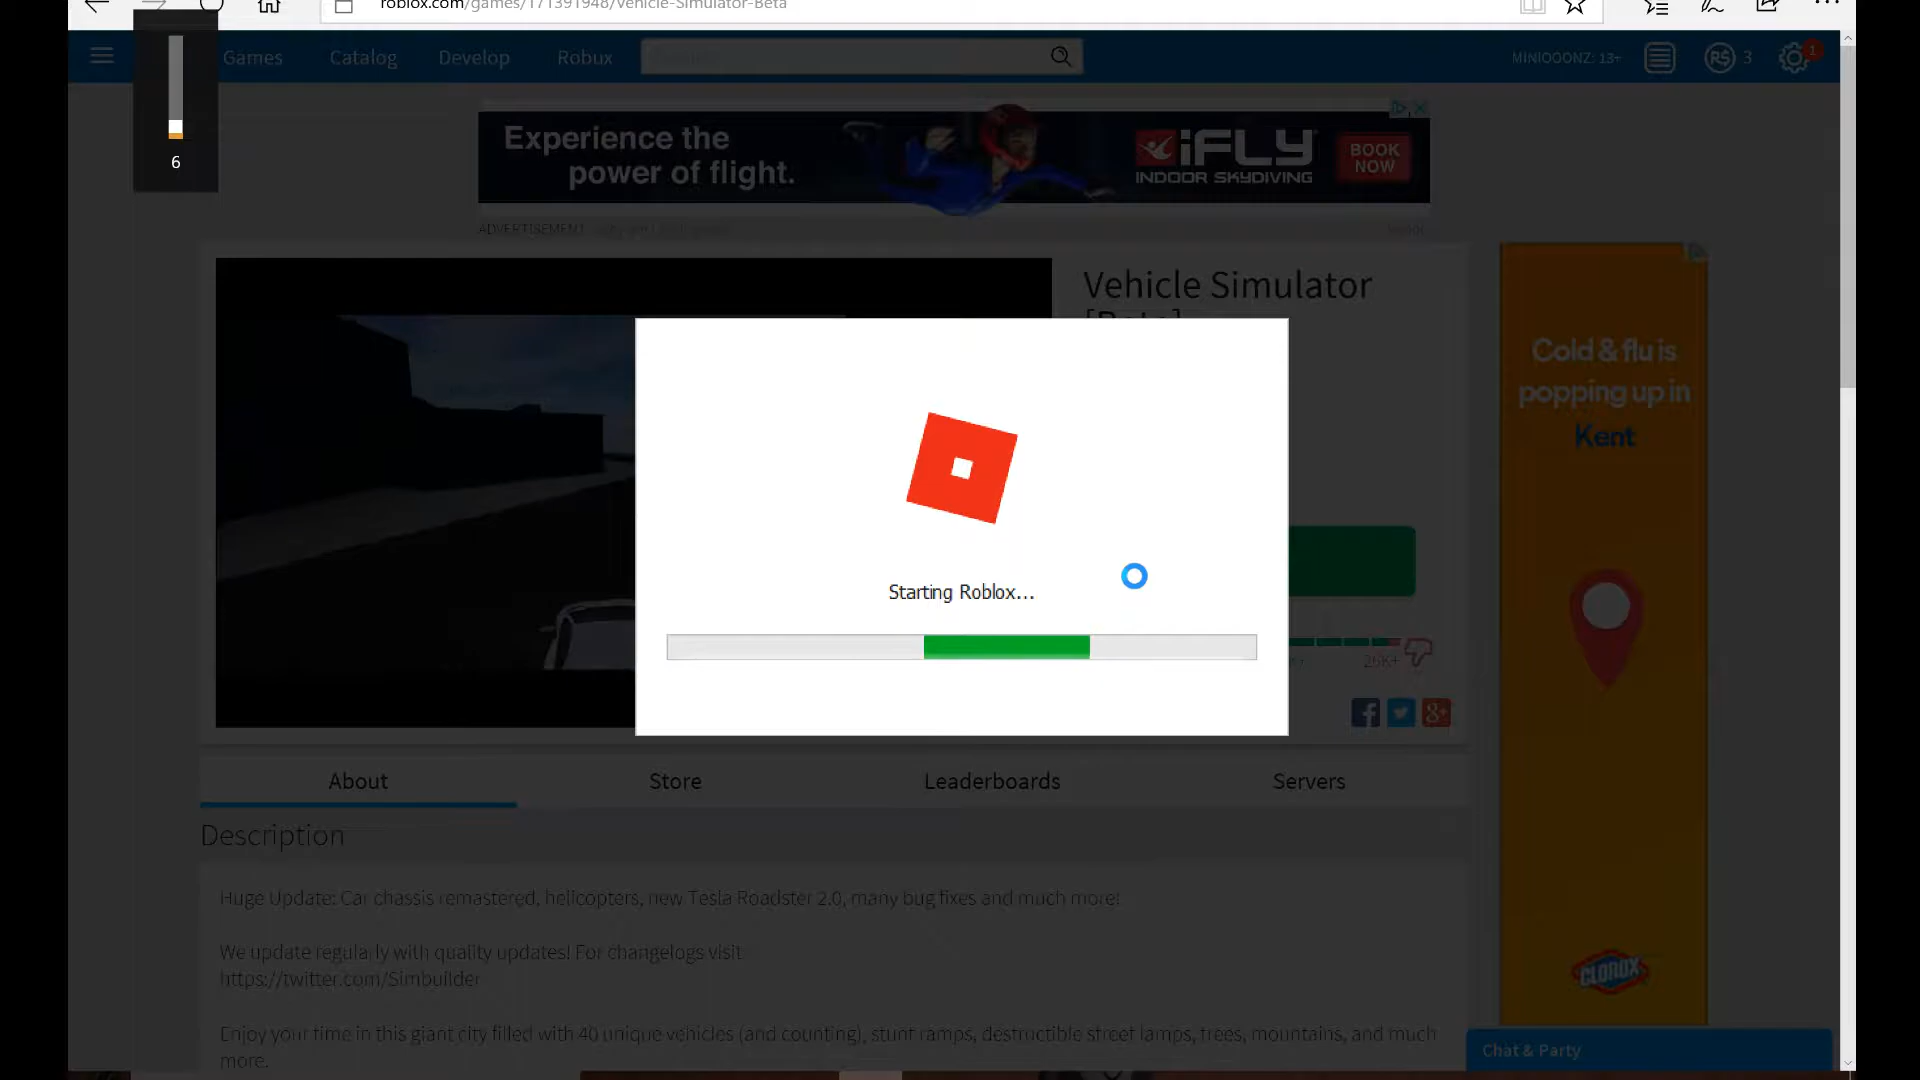 roblox.com/games/171391948/Vehicle-Simulator-Beta
Games
Catalog
Develop
Robux
MINIOOONZ: 13+
R$ 3
1
6
Experience the
power of flight.
iFLY
INDOOR SKYDIVING
BOOK
NOW
ADVERTISEMENT
Vehicle Simulator
[Beta]
Cold & flu is
popping up in
Kent
CLOROX
Starting Roblox...
25K+
About
Store
Leaderboards
Servers
Description
Huge Update: Car chassis remastered, helicopters, new Tesla Roadster 2.0, many bug fixes and much more!
We update regularly with quality updates! For changelogs visit
https://twitter.com/Simbuilder
Enjoy your time in this giant city filled with 40 unique vehicles (and counting), stunt ramps, destructible street lamps, trees, mountains, and much
more.
Chat & Party